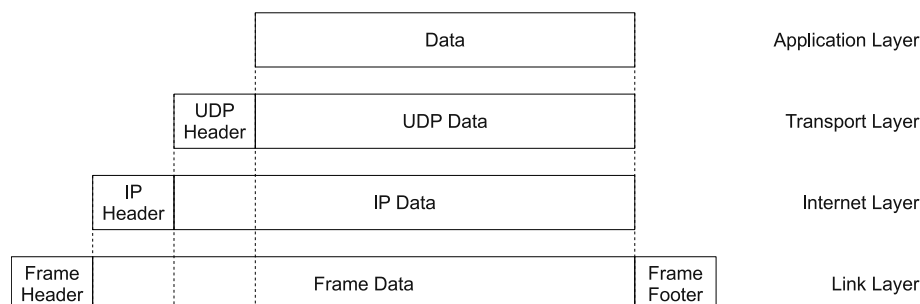 Data
Application Layer
UDP
Header
UDP Data
Transport Layer
IP
Header
IP Data
Internet Layer
Frame
Header
Frame Data
Frame
Footer
Link Layer